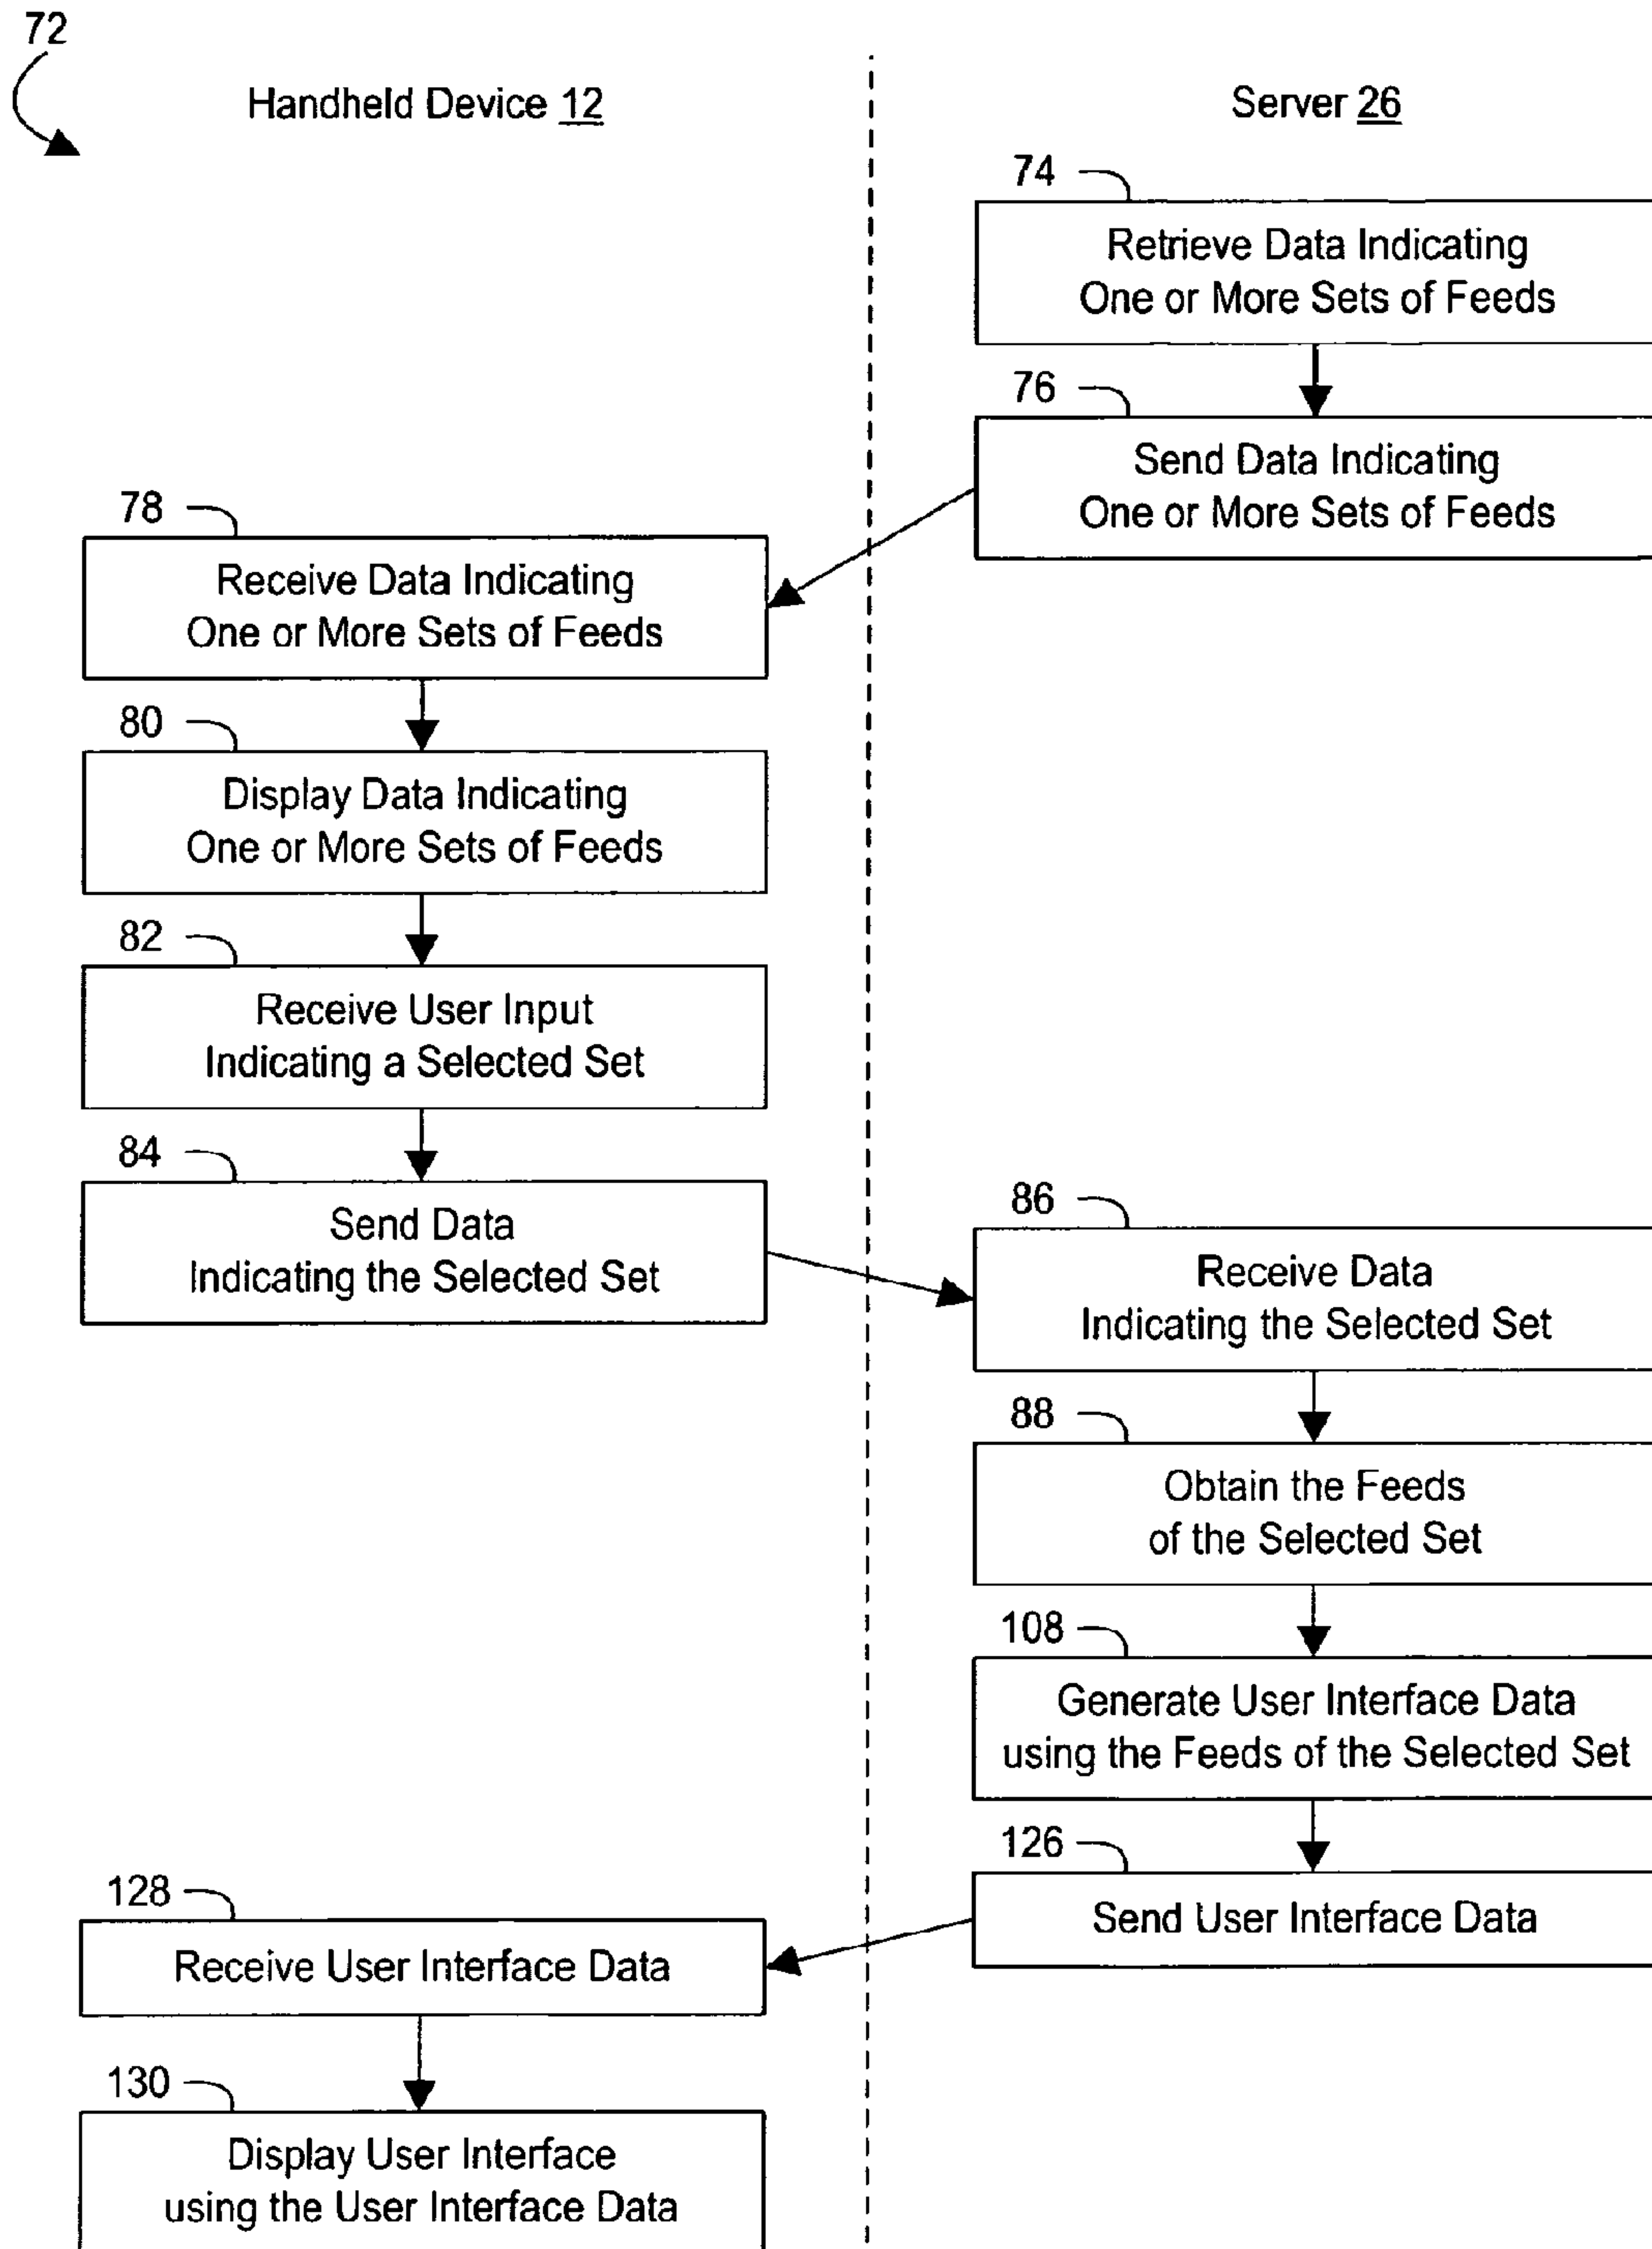 72
Handheld Device 12
Server 26
74
Retrieve Data Indicating
One or More Sets of Feeds
76
Send Data Indicating
One or More Sets of Feeds
78
Receive Data Indicating
One or More Sets of Feeds
80
Display Data Indicating
One or More Sets of Feeds
82
Receive User Input
Indicating a Selected Set
84
Send Data
Indicating the Selected Set
86
Receive Data
Indicating the Selected Set
88
Obtain the Feeds
of the Selected Set
108
Generate User Interface Data
using the Feeds of the Selected Set
126
Send User Interface Data
128
Receive User Interface Data
130
Display User Interface
using the User Interface Data